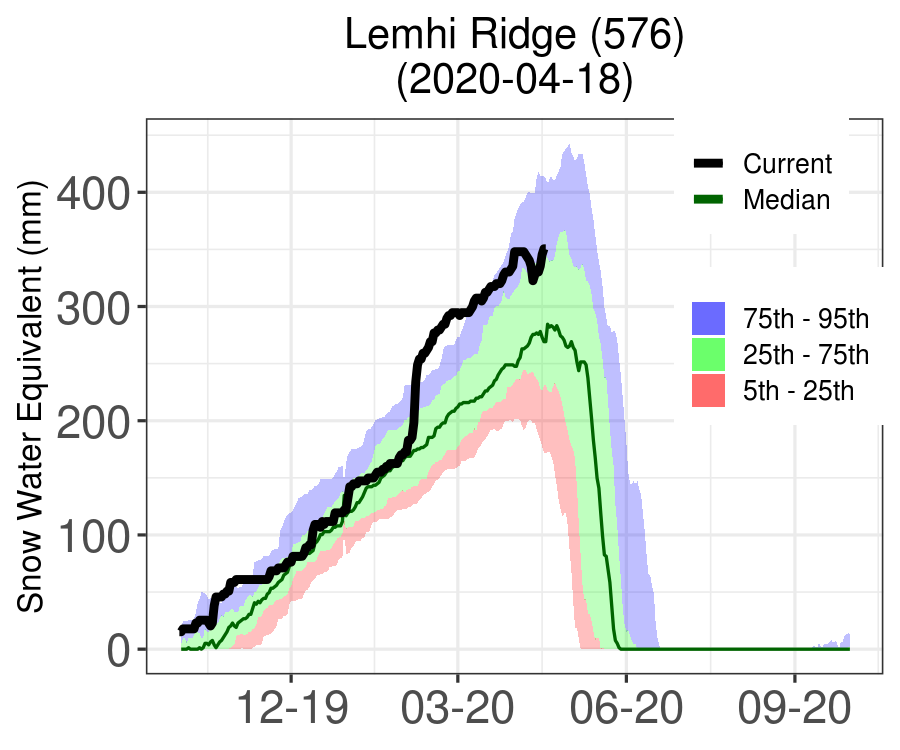 Lemhi Ridge (576)
(2020-04-18)
Snow Water Equivalent (mm)
400
300
200
100
0
12-19
03-20
06-20
09-20
Current
Median
75th - 95th
25th - 75th
5th - 25th